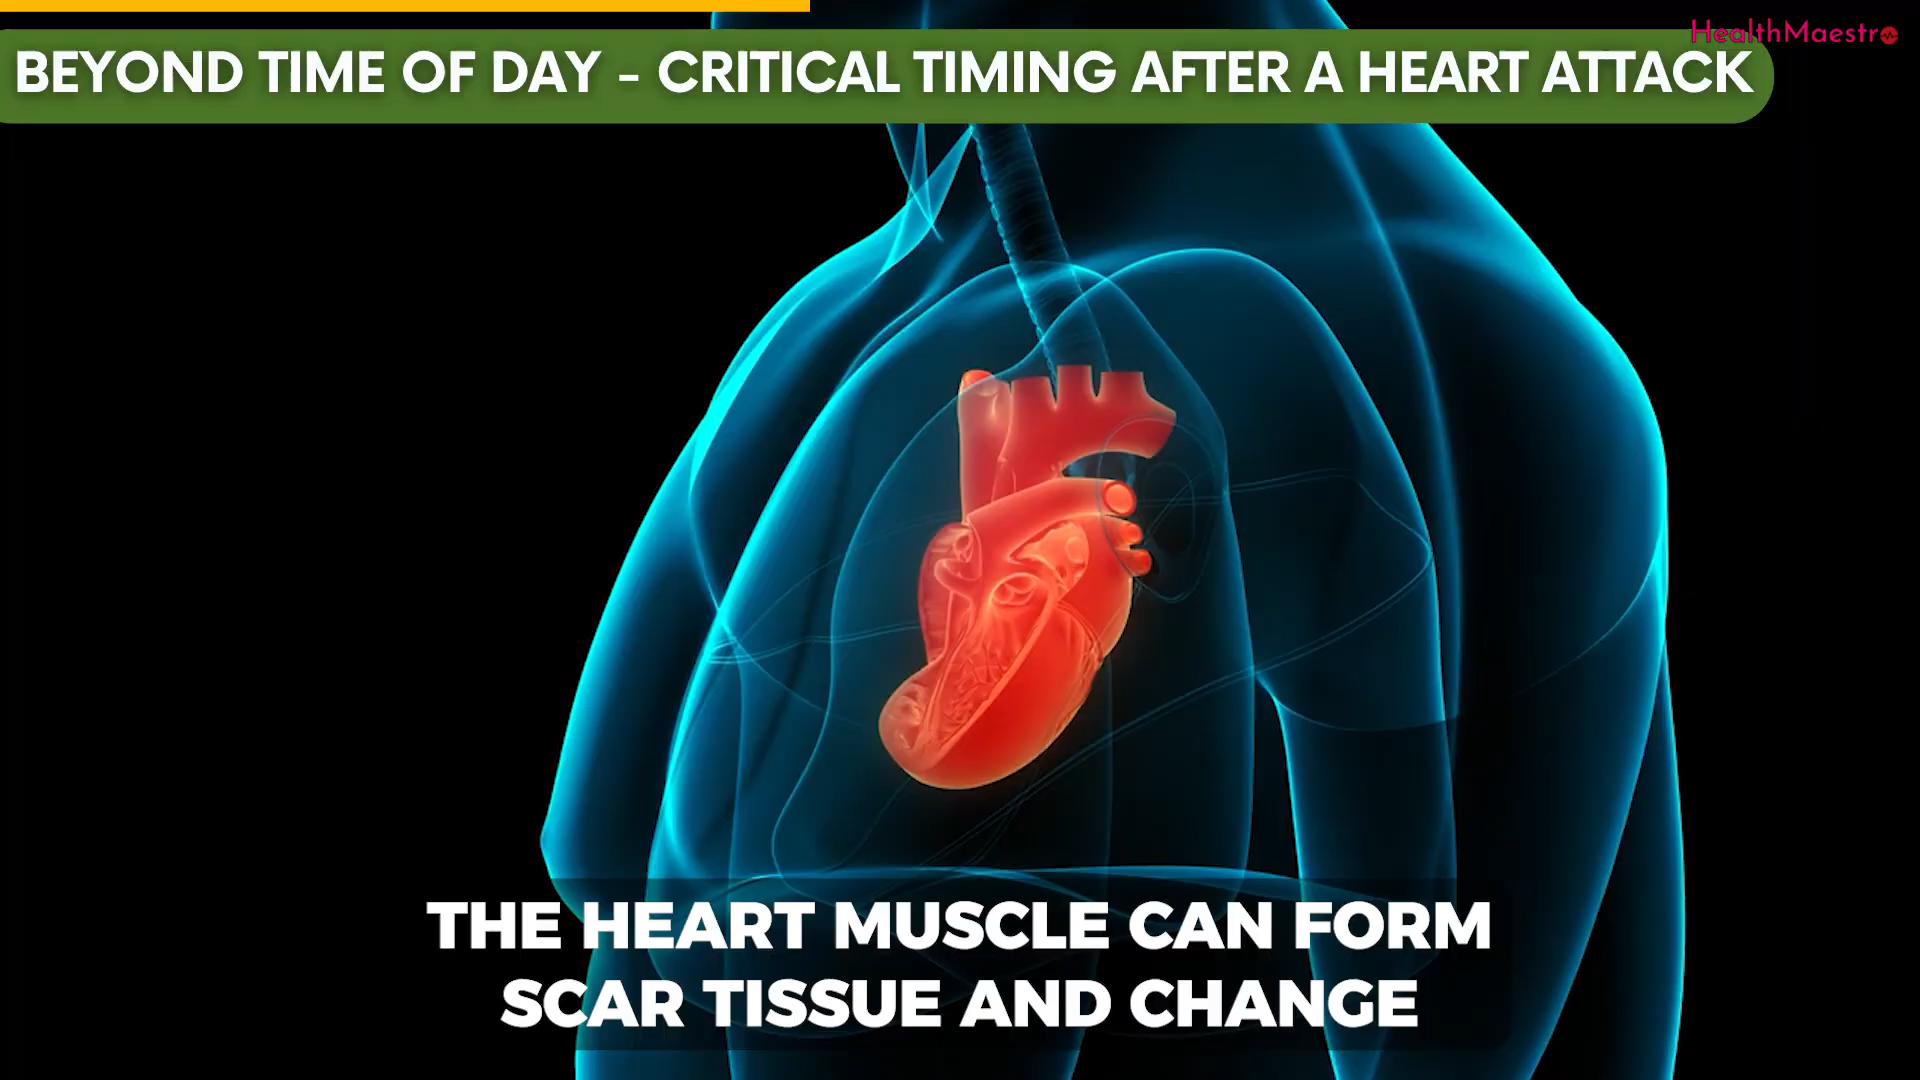 HealthMaestro
BEYOND TIME OF DAY - CRITICAL TIMING AFTER A HEART ATTACK
THE HEART MUSCLE CAN FORM
SCAR TISSUE AND CHANGE